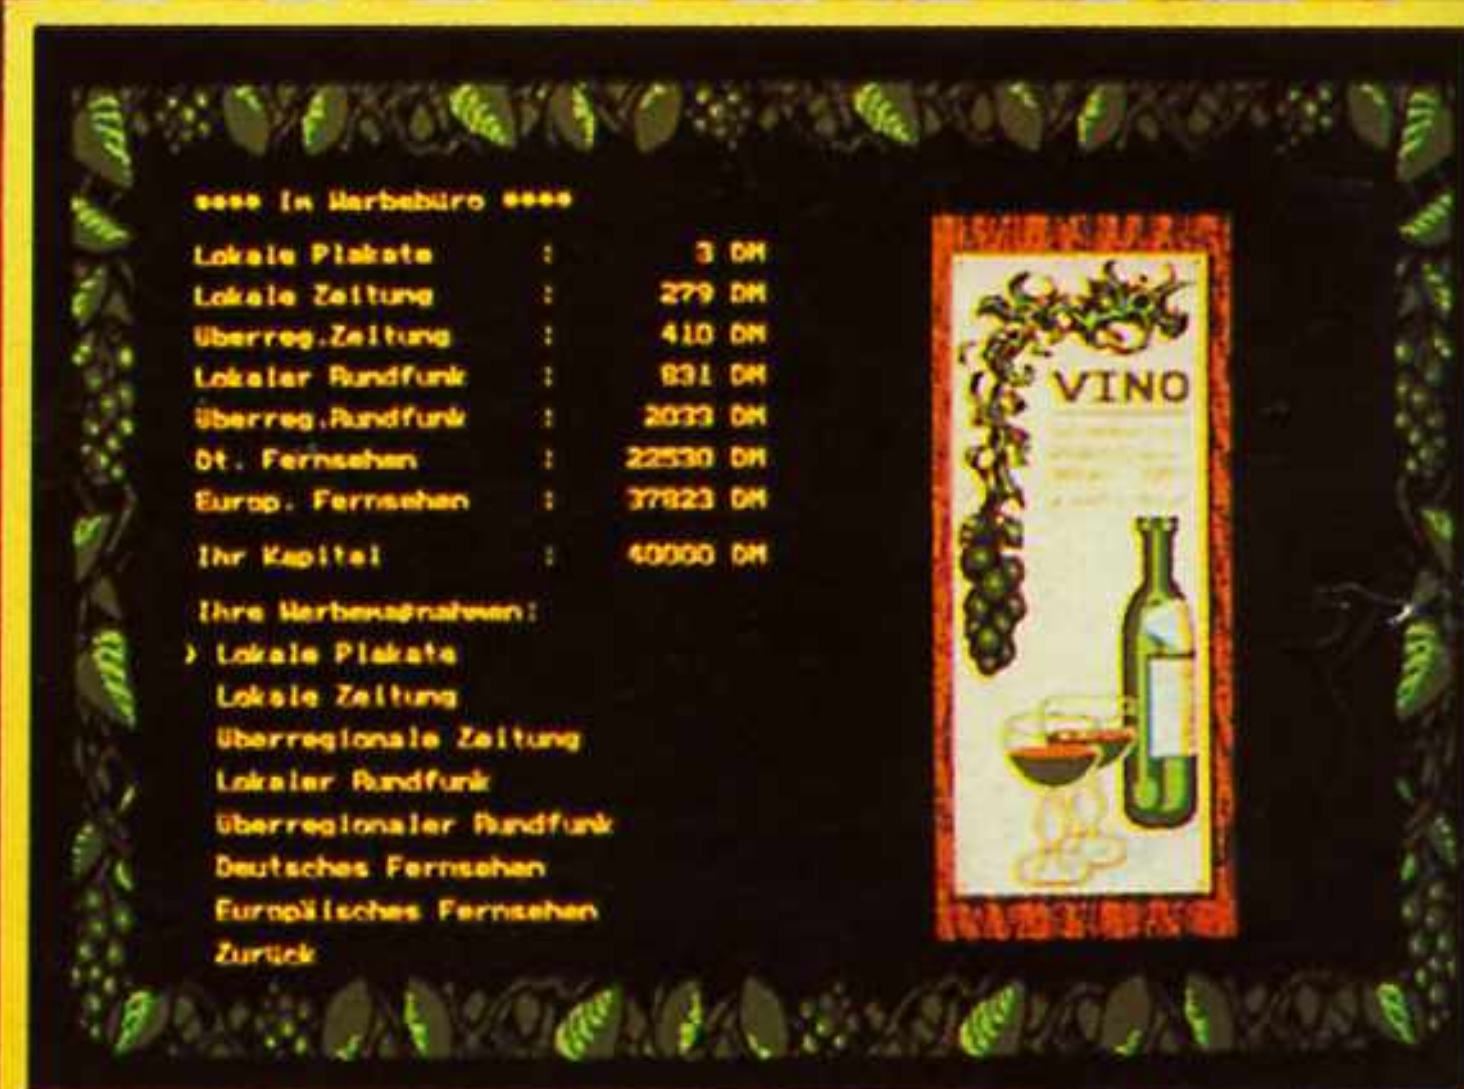 **** Im Werbebüro ****
Lokale Plakate : 3 DM
Lokale Zeitung : 279 DM
Überreg.Zeitung : 410 DM
Lokaler Rundfunk : 831 DM
Überreg.Rundfunk : 2033 DM
Dt. Fernsehen : 22530 DM
Europ. Fernsehen : 37823 DM
Ihr Kapital : 40000 DM
Ihre Werbemaßnahmen:
> Lokale Plakate
Lokale Zeitung
Überregionale Zeitung
Lokaler Rundfunk
Überregionaler Rundfunk
Deutsches Fernsehen
Europäisches Fernsehen
Zurück
VINO